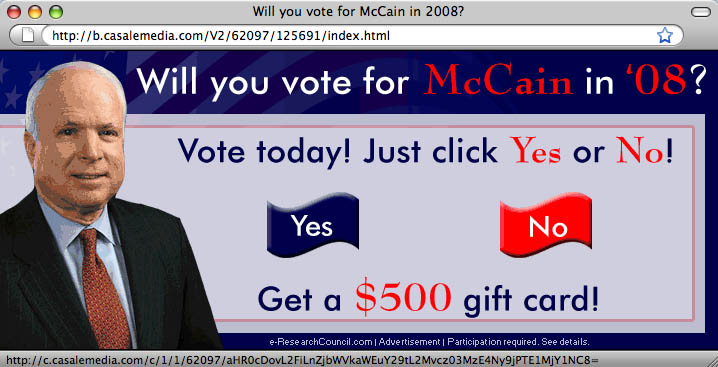 Will you vote for McCain in 2008?
http://b.casalemedia.com/V2/62097/125691/index.html
Will you vote for McCain in ‘08?
Vote today! Just click Yes or No!
Yes No
Get a $500 gift card!
e-ResearchCouncil.com | Advertisement | Participation required. See details.
http://c.casalemedia.com/c/1/1/62097/aHR0cDovL2FiLnZjbWVkaWEuY29tL2Mvcz03MzE4Ny9jPTE1MjY1NC8=